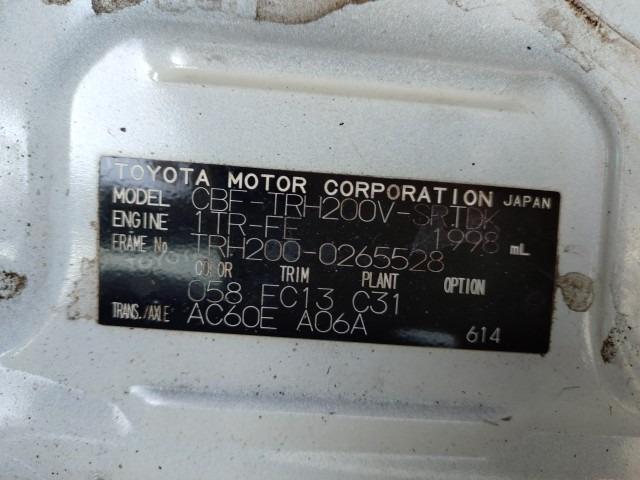 TOYOTA MOTOR CORPORATION JAPAN
MODEL CBF-TRH200V-SRTDK
ENGINE 1TR-FE 1998 mL
FRAME No TRH200-0265528
COLOR TRIM PLANT OPTION
058 FC13 C31
TRANS./AXLE AC60E A06A 614